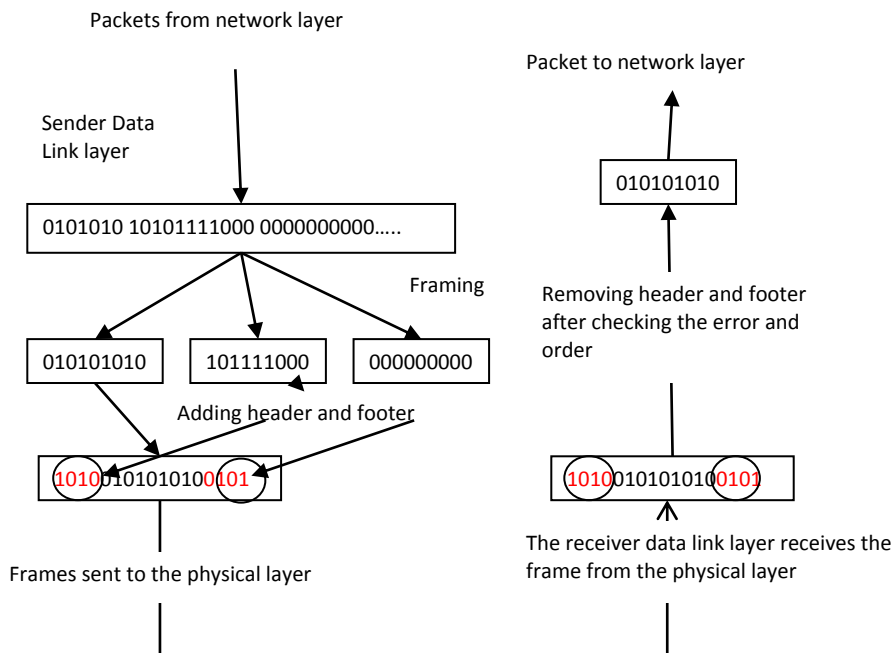 Packets from network layer
Sender Data
Link layer
0101010 10101111000 0000000000.....
Framing
010101010
101111000
000000000
Adding header and footer
10100101010100101
Frames sent to the physical layer
Packet to network layer
010101010
Removing header and footer
after checking the error and
order
10100101010100101
The receiver data link layer receives the
frame from the physical layer